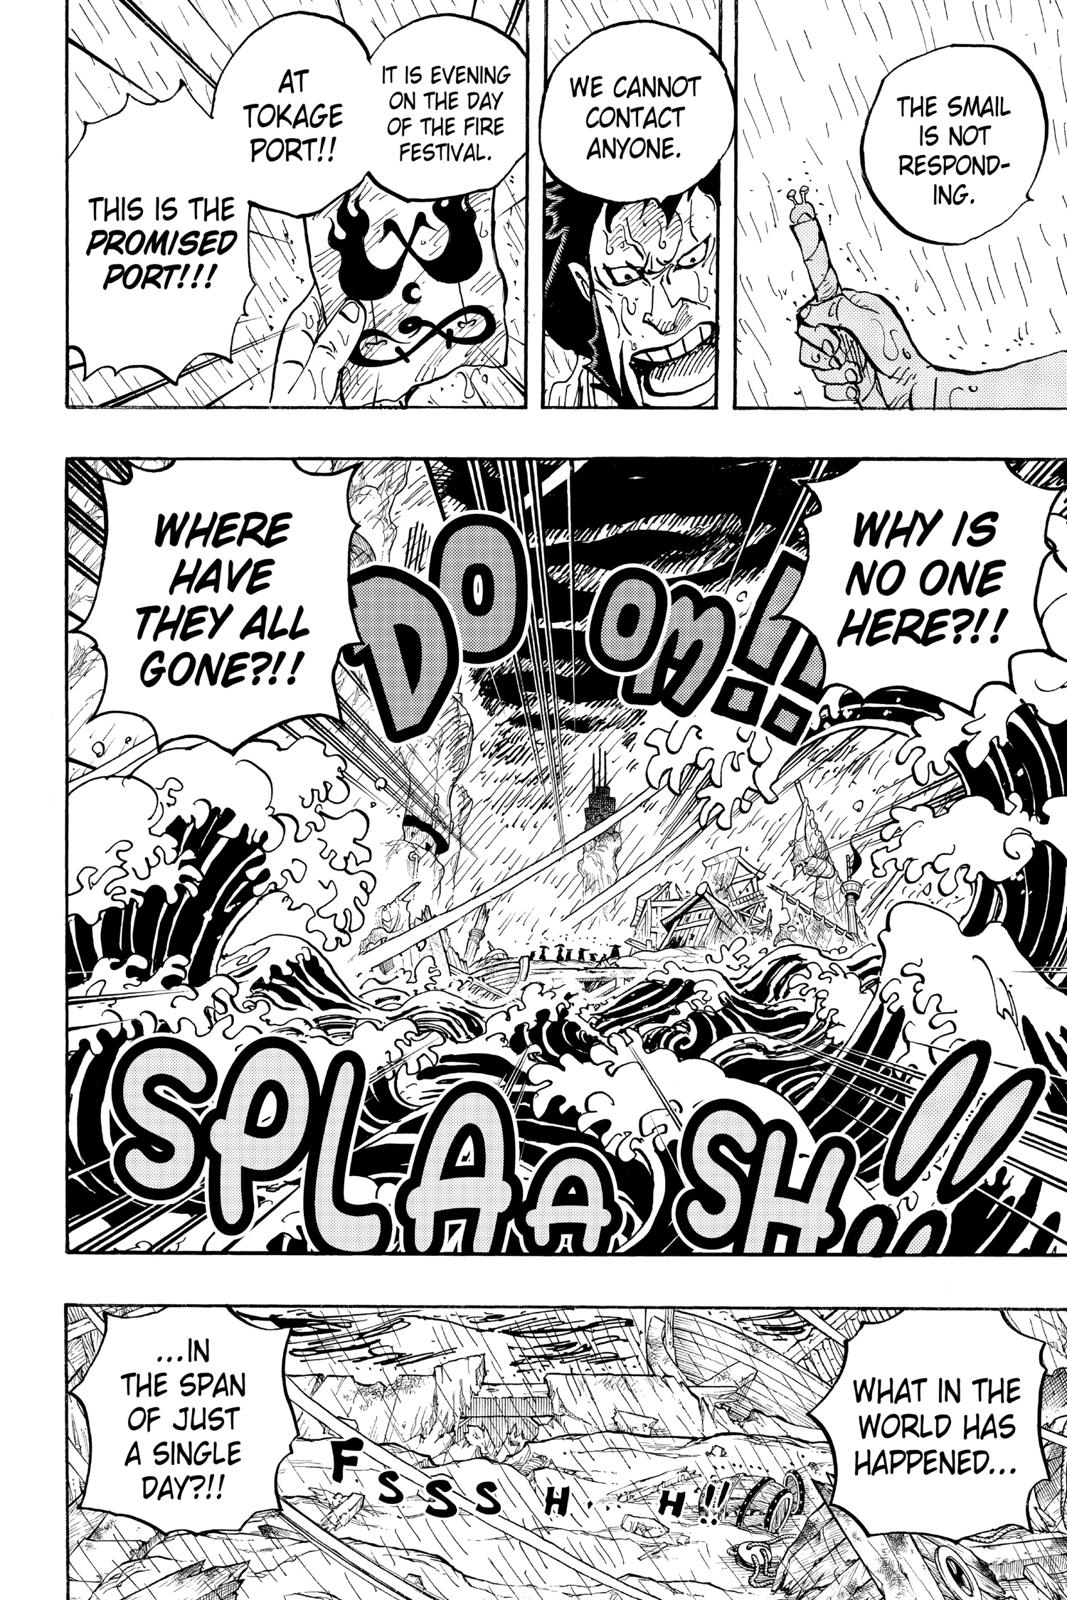 THE SMAIL
IS NOT
RESPOND-
ING.
WE CANNOT
CONTACT
ANYONE.
IT IS EVENING
ON THE DAY
OF THE FIRE
FESTIVAL.
AT
TOKAGE
PORT!!
THIS IS THE
PROMISED
PORT!!!
WHY IS
NO ONE
HERE?!!
DOOM!!
WHERE
HAVE
THEY ALL
GONE?!!
SPLAAASH!!
WHAT IN THE
WORLD HAS
HAPPENED...
FSSSH...H!!
...IN
THE SPAN
OF JUST
A SINGLE
DAY?!!